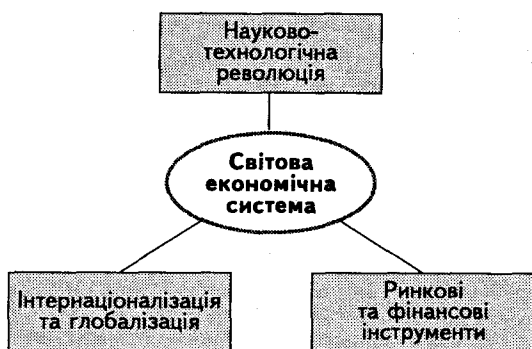 Науково-
технологічна
революція
Світова
економічна
система
Інтернаціоналізація
та глобалізація
Ринкові
та фінансові
інструменти